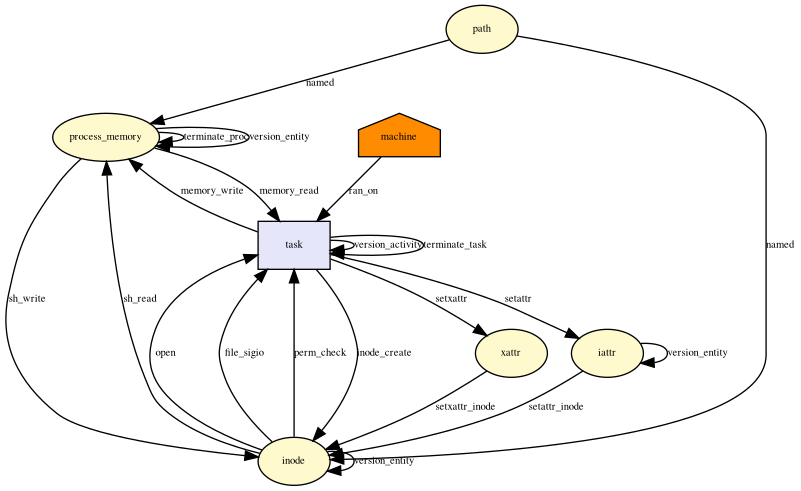 path
named
process_memory
terminate_proc
version_entity
machine
memory_write
memory_read
ran_on
task
version_activity
terminate_task
named
sh_write
sh_read
setxattr
setattr
open
file_sigio
perm_check
inode_create
xattr
iattr
version_entity
setxattr_inode
setattr_inode
inode
version_entity